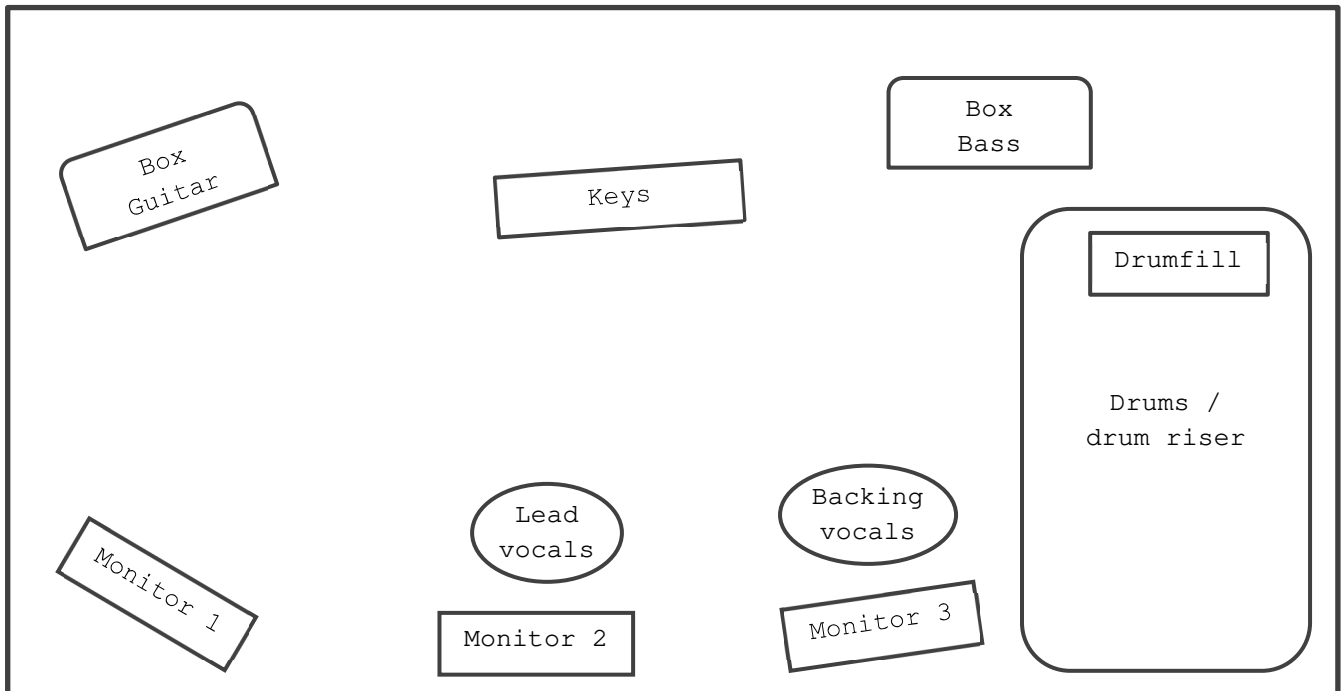 Box
Bass
Box
Guitar
Keys
Drumfill
Drums /
drum riser
Backing
vocals
Lead
vocals
Monitor 1
Monitor 2
Monitor 3